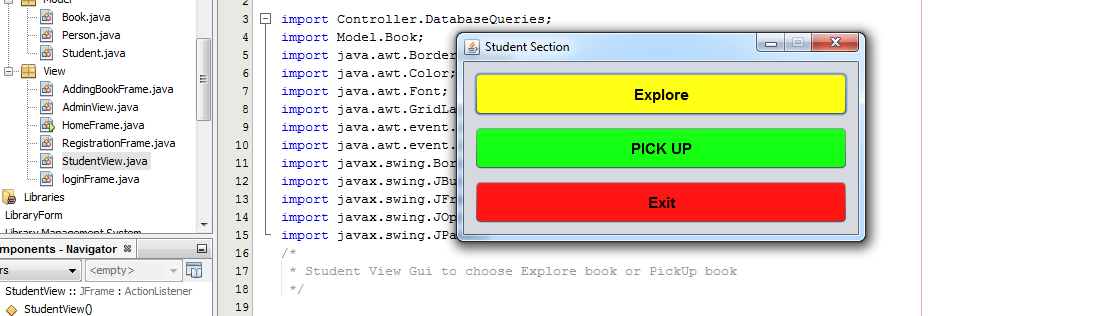 Model
Book.java
Person.java
Student.java
View
AddingBookFrame.java
AdminView.java
HomeFrame.java
RegistrationFrame.java
StudentView.java
loginFrame.java
Libraries
LibraryForm
Library Management System
mponents - Navigator
rs <empty>
StudentView :: JFrame : ActionListener
StudentView()
2
3 import Controller.DatabaseQueries;
4 import Model.Book;
5 import java.awt.Border
6 import java.awt.Color;
7 import java.awt.Font;
8 import java.awt.GridLa
9 import java.awt.event.
10 import java.awt.event.
11 import javax.swing.Bor
12 import javax.swing.JBu
13 import javax.swing.JFr
14 import javax.swing.JOp
15 import javax.swing.JPa
16 /*
17 * Student View Gui to choose Explore book or PickUp book
18 */
19
Student Section
Explore
PICK UP
Exit